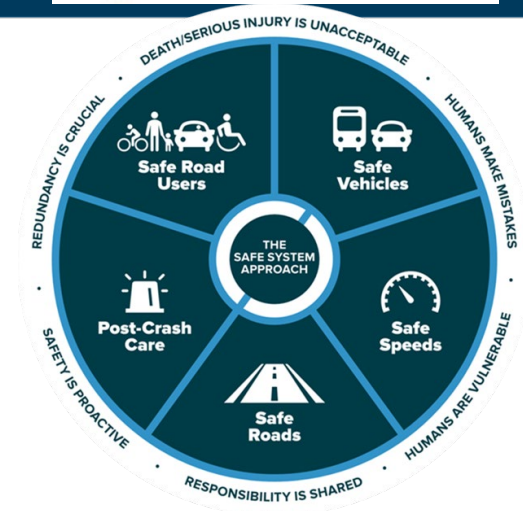 DEATH/SERIOUS INJURY IS UNACCEPTABLE
HUMANS MAKE MISTAKES
HUMANS ARE VULNERABLE
RESPONSIBILITY IS SHARED
SAFETY IS PROACTIVE
REDUNDANCY IS CRUCIAL
Safe Road
Users
Safe
Vehicles
THE
SAFE SYSTEM
APPROACH
Safe
Speeds
Safe
Roads
Post-Crash
Care